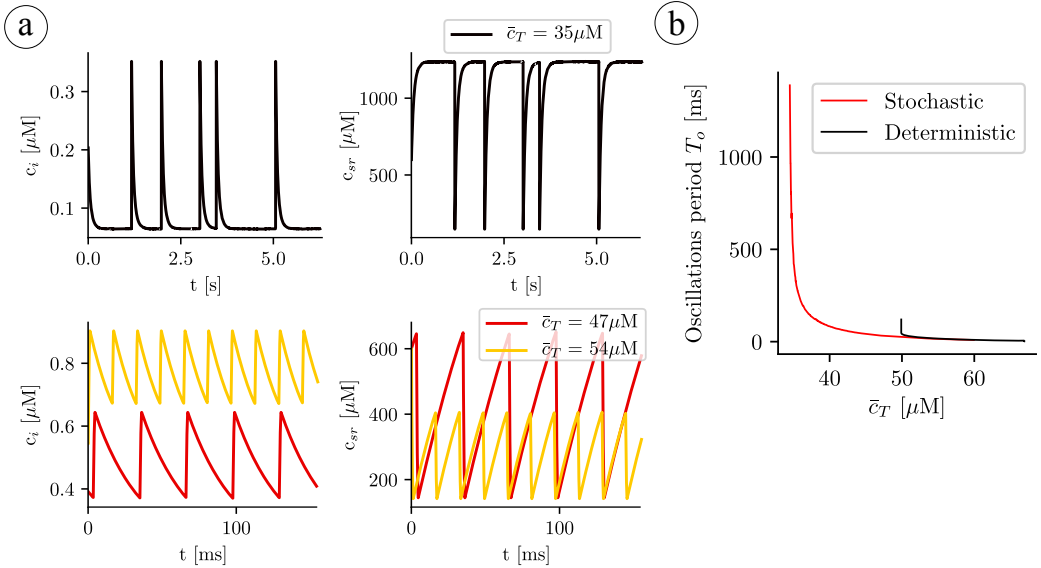 a
c̄_T = 35μM
c_i [μM]
0.3
0.2
0.1
0.0 2.5 5.0
t [s]
c_sr [μM]
1000
500
0.0 2.5 5.0
t [s]
c̄_T = 47μM
c̄_T = 54μM
c_i [μM]
0.8
0.6
0.4
0 100
t [ms]
c_sr [μM]
600
400
200
0 100
t [ms]
b
Stochastic
Deterministic
Oscillations period T_o [ms]
1000
500
0
40 50 60
c̄_T [μM]